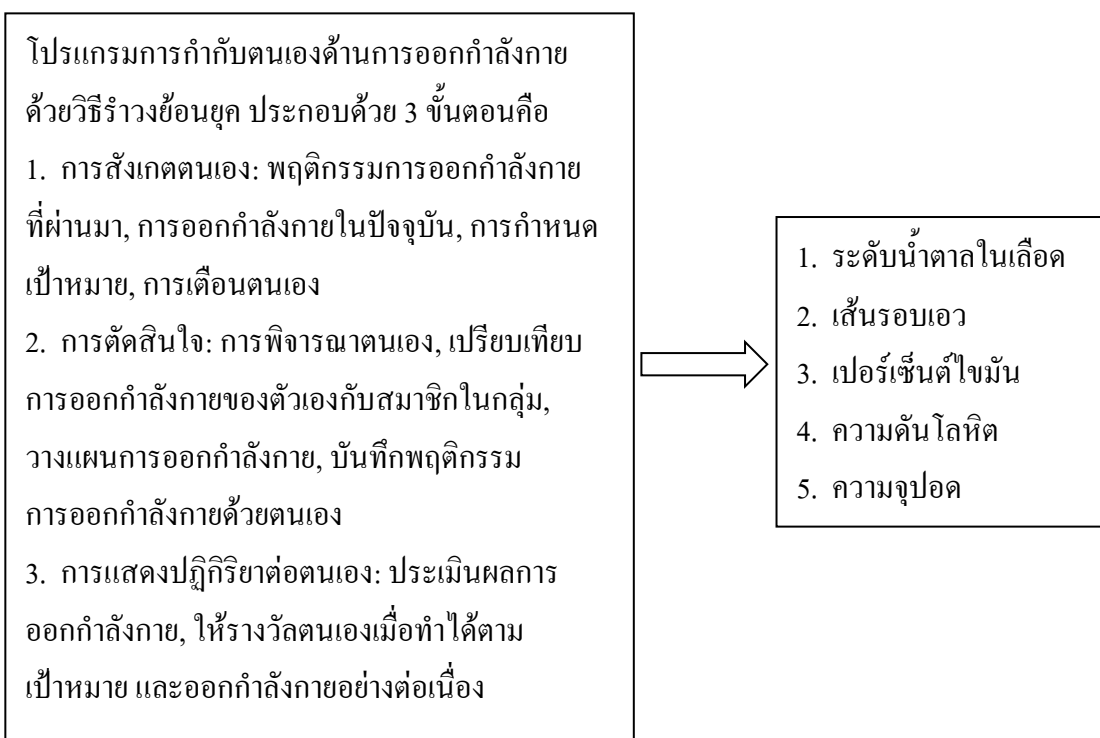 โปรแกรมการกำกับตนเองด้านการออกกำลังกาย
ด้วยวิธีรำวงย้อนยุค ประกอบด้วย 3 ขั้นตอนคือ
1. การสังเกตตนเอง: พฤติกรรมการออกกำลังกาย
ที่ผ่านมา, การออกกำลังกายในปัจจุบัน, การกำหนด
เป้าหมาย, การเตือนตนเอง
2. การตัดสินใจ: การพิจารณาตนเอง, เปรียบเทียบ
การออกกำลังกายของตัวเองกับสมาชิกในกลุ่ม,
วางแผนการออกกำลังกาย, บันทึกพฤติกรรม
การออกกำลังกายด้วยตนเอง
3. การแสดงปฏิกิริยาต่อตนเอง: ประเมินผลการ
ออกกำลังกาย, ให้รางวัลตนเองเมื่อทำได้ตาม
เป้าหมาย และออกกำลังกายอย่างต่อเนื่อง
1. ระดับน้ำตาลในเลือด
2. เส้นรอบเอว
3. เปอร์เซ็นต์ไขมัน
4. ความดันโลหิต
5. ความจุปอด